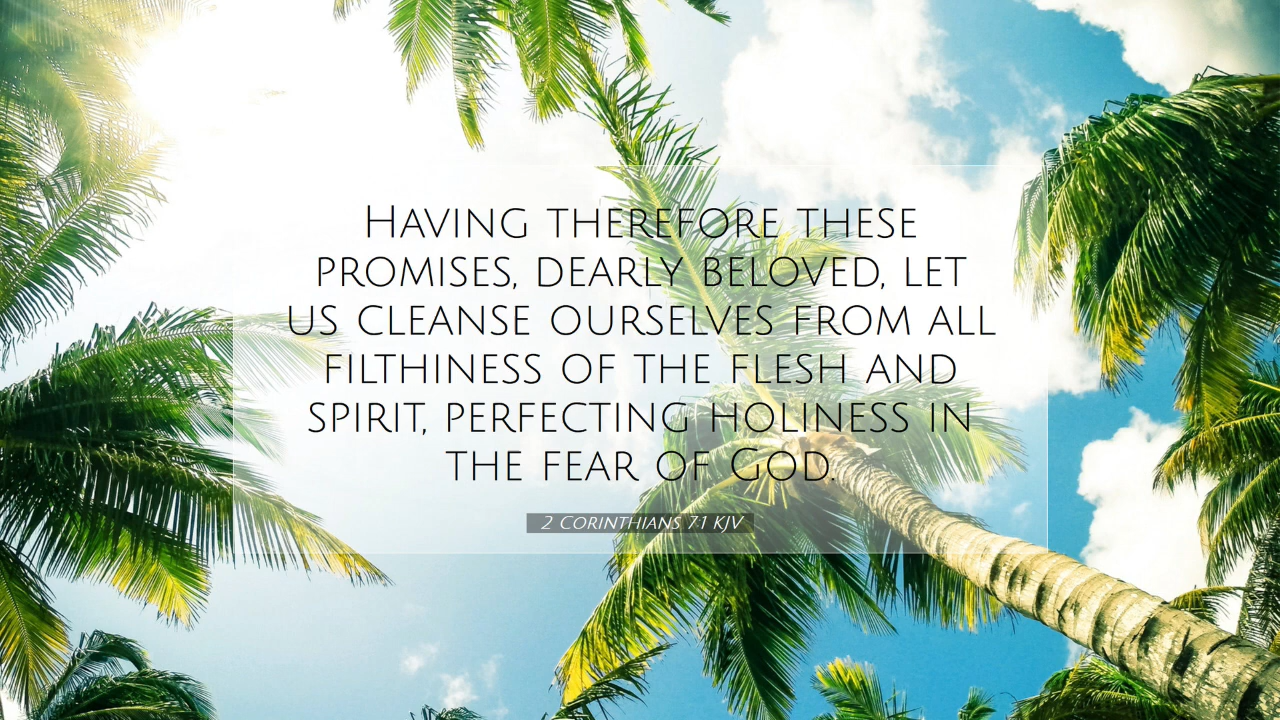 Having therefore these
promises, dearly beloved, let
us cleanse ourselves from all
filthiness of the flesh and
spirit, perfecting holiness in
the fear of God.
2 Corinthians 7:1 KJV